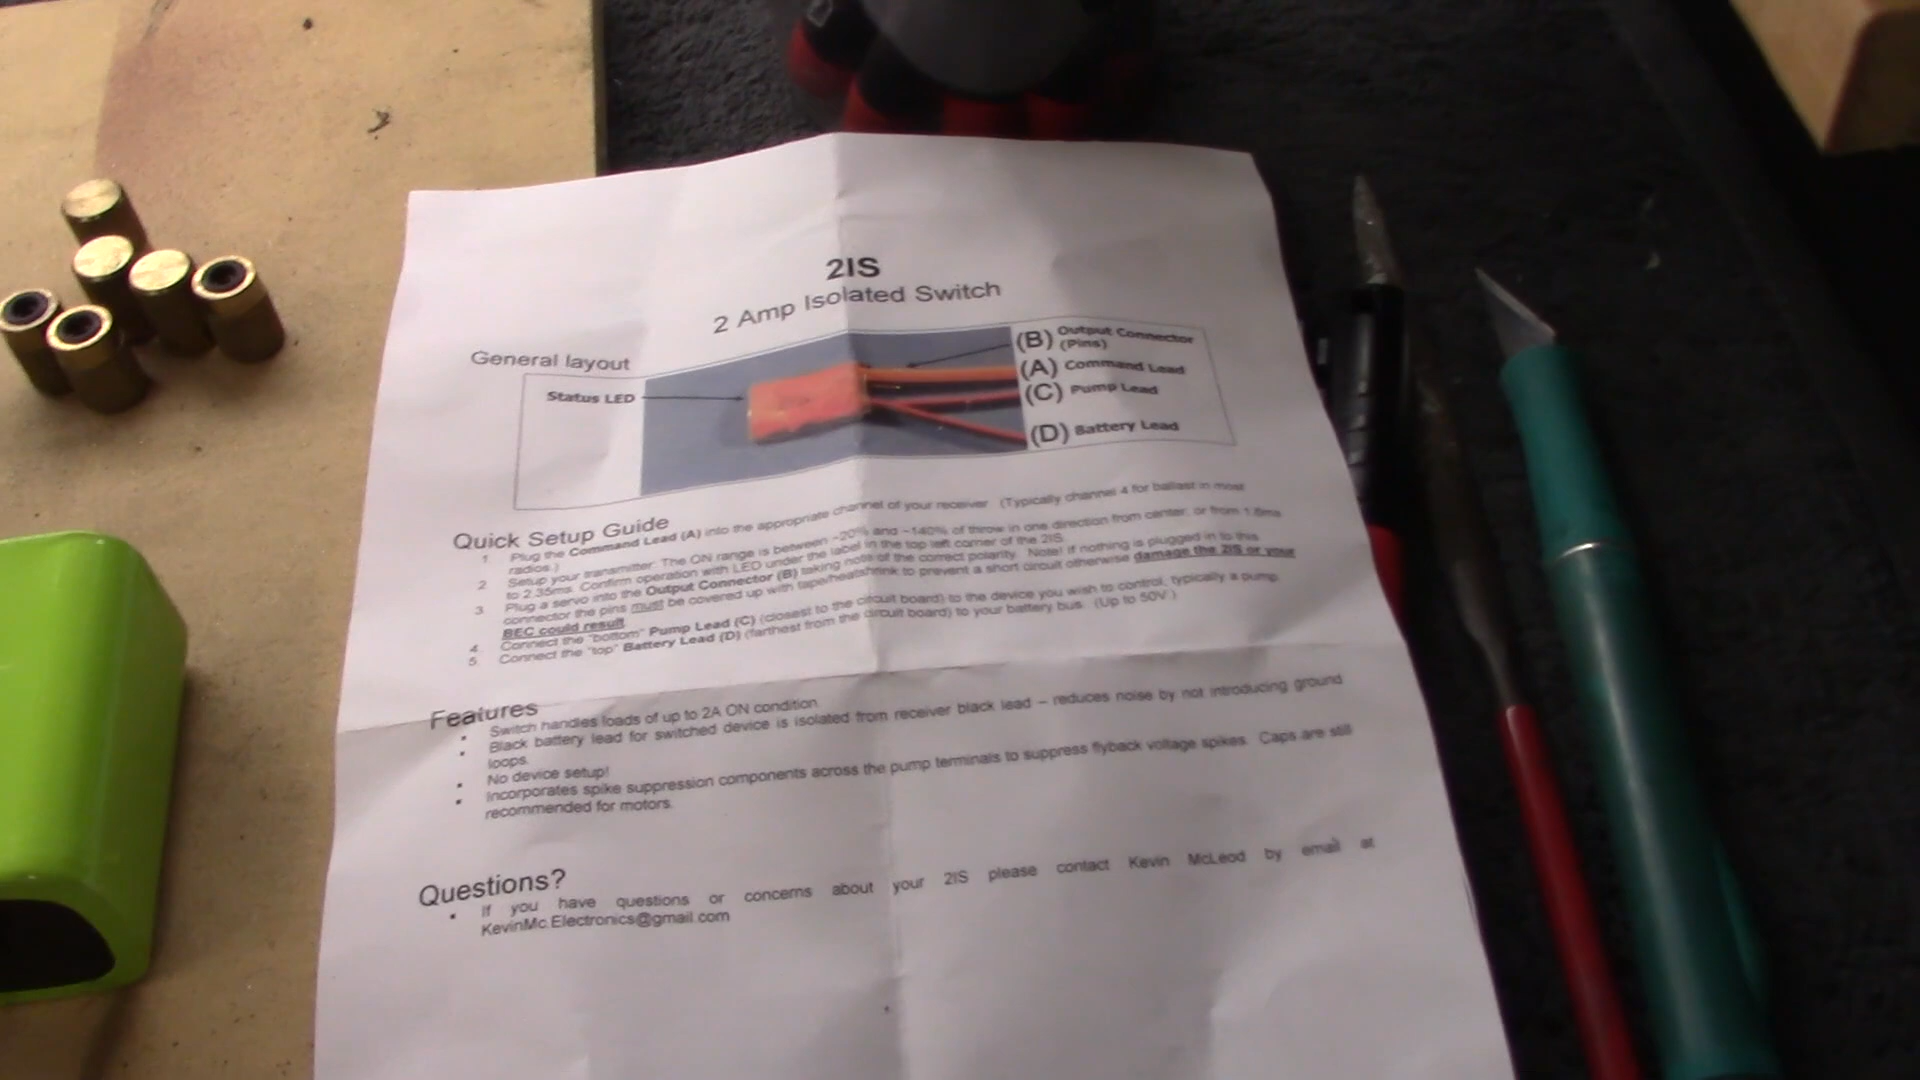 2IS
2 Amp Isolated Switch
General layout
Status LED
(B) Output Connector
(Pins)
(A) Command Lead
(C) Pump Lead
(D) Battery Lead
Quick Setup Guide
1. Plug the Command Lead (A) into the appropriate channel of your receiver. (Typically channel 4 for ballast in most
radios.)
2. Setup your transmitter. The ON range is between ~20% and ~140% of throw in one direction from center, or from 1.6ms
to 2.35ms. Confirm operation with LED under the label in the top left corner of the 2IS.
3. Plug a servo into the Output Connector (B) taking note of the correct polarity. Note! If nothing is plugged in to this
connector the pins must be covered up with tape/heatshrink to prevent a short circuit otherwise damage the 2IS or your
BEC could result.
4. Connect the "bottom" Pump Lead (C) (closest to the circuit board) to the device you wish to control, typically a pump.
5. Connect the "top" Battery Lead (D) (farthest from the circuit board) to your battery bus. (Up to 50V.)
Features
• Switch handles loads of up to 2A ON condition.
• Black battery lead for switched device is isolated from receiver black lead – reduces noise by not introducing ground
loops.
• No device setup!
• Incorporates spike suppression components across the pump terminals to suppress flyback voltage spikes. Caps are still
recommended for motors.
Questions?
• If you have questions or concerns about your 2IS please contact Kevin McLeod by email at
KevinMc.Electronics@gmail.com